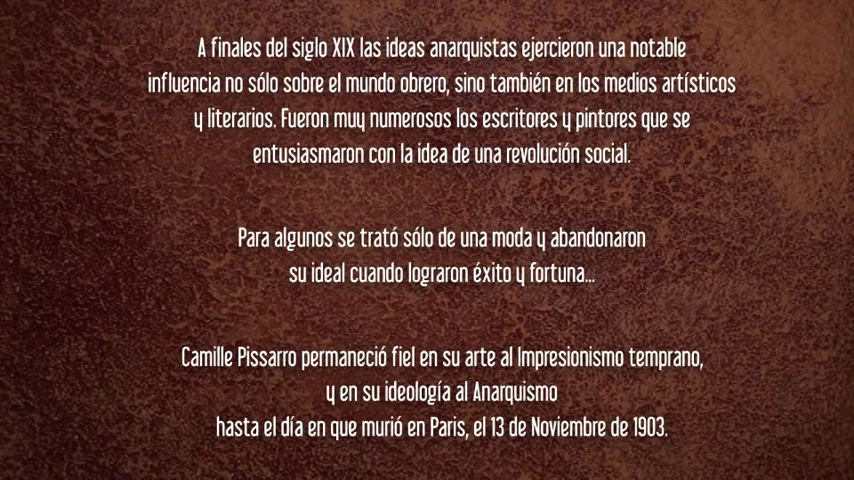 A finales del siglo XIX las ideas anarquistas ejercieron una notable
influencia no sólo sobre el mundo obrero, sino también en los medios artísticos
y literarios. Fueron muy numerosos los escritores y pintores que se
entusiasmaron con la idea de una revolución social.
Para algunos se trató sólo de una moda y abandonaron
su ideal cuando lograron éxito y fortuna...
Camille Pissarro permaneció fiel en su arte al Impresionismo temprano,
y en su ideología al Anarquismo
hasta el día en que murió en Paris, el 13 de Noviembre de 1903.